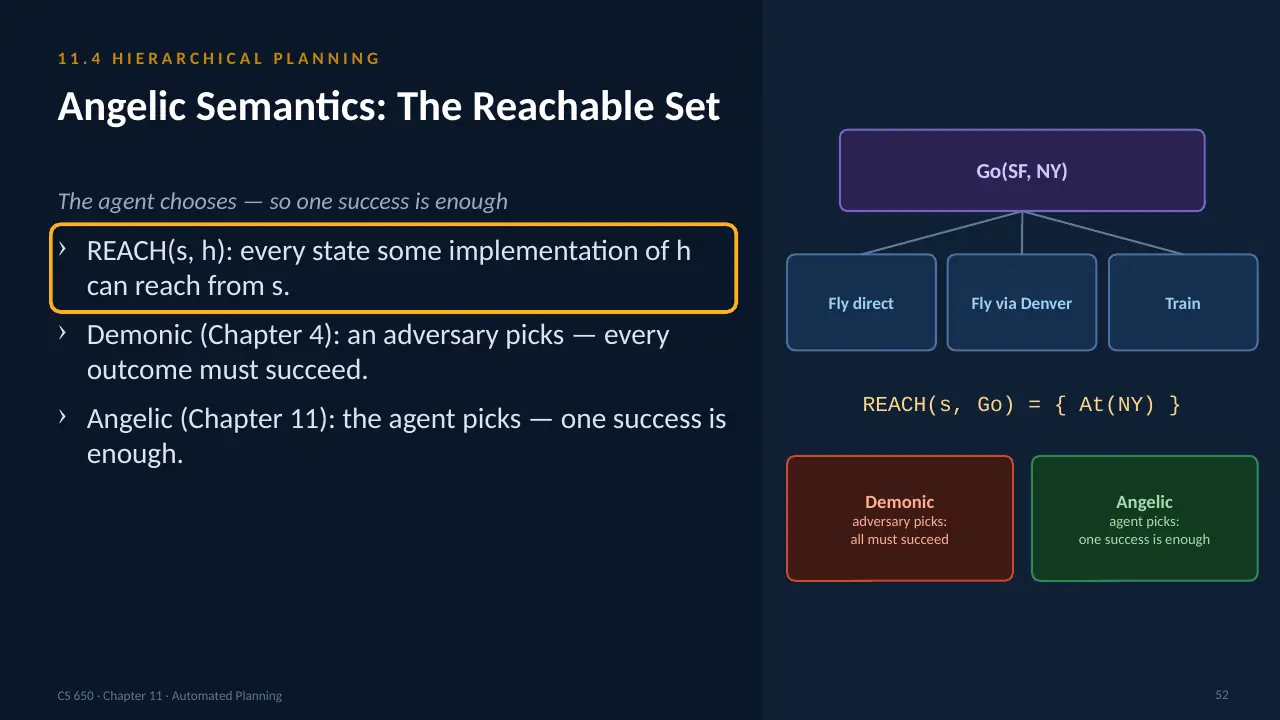 11.4 HIERARCHICAL PLANNING
Angelic Semantics: The Reachable Set
The agent chooses — so one success is enough
› REACH(s, h): every state some implementation of h
can reach from s.
› Demonic (Chapter 4): an adversary picks — every
outcome must succeed.
› Angelic (Chapter 11): the agent picks — one success is
enough.
Go(SF, NY)
Fly direct
Fly via Denver
Train
REACH(s, Go) = { At(NY) }
Demonic
adversary picks:
all must succeed
Angelic
agent picks:
one success is enough
CS 650 · Chapter 11 · Automated Planning
52